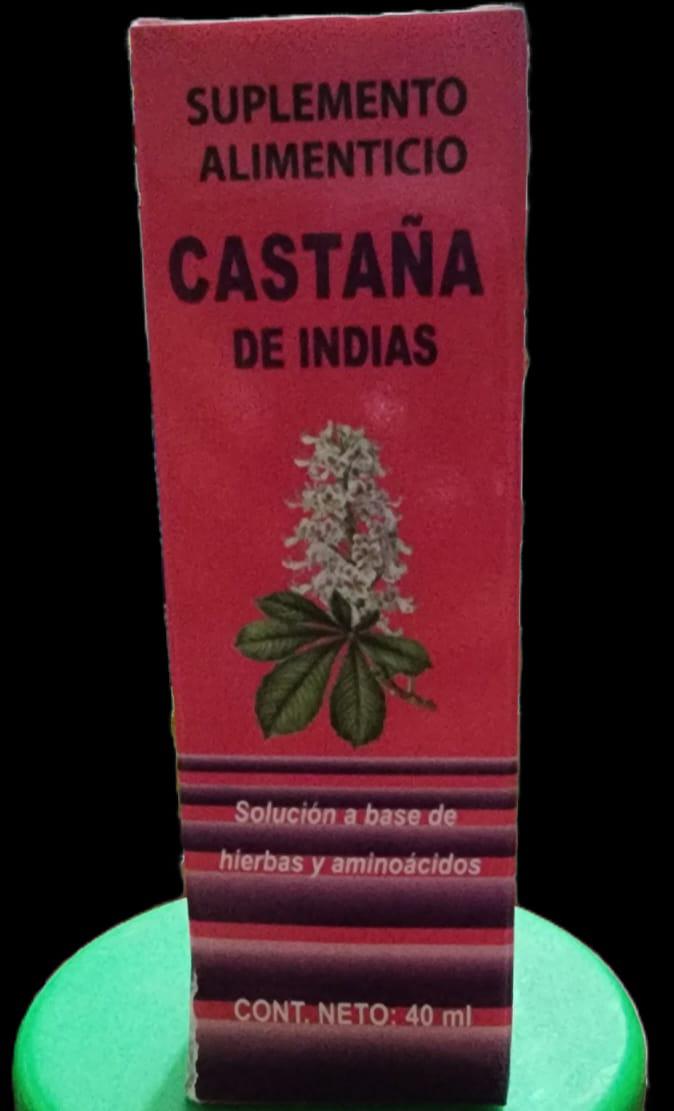 SUPLEMENTO
ALIMENTICIO
CASTAÑA
DE INDIAS
Solución a base de
hierbas y aminoácidos
CONT. NETO: 40 ml